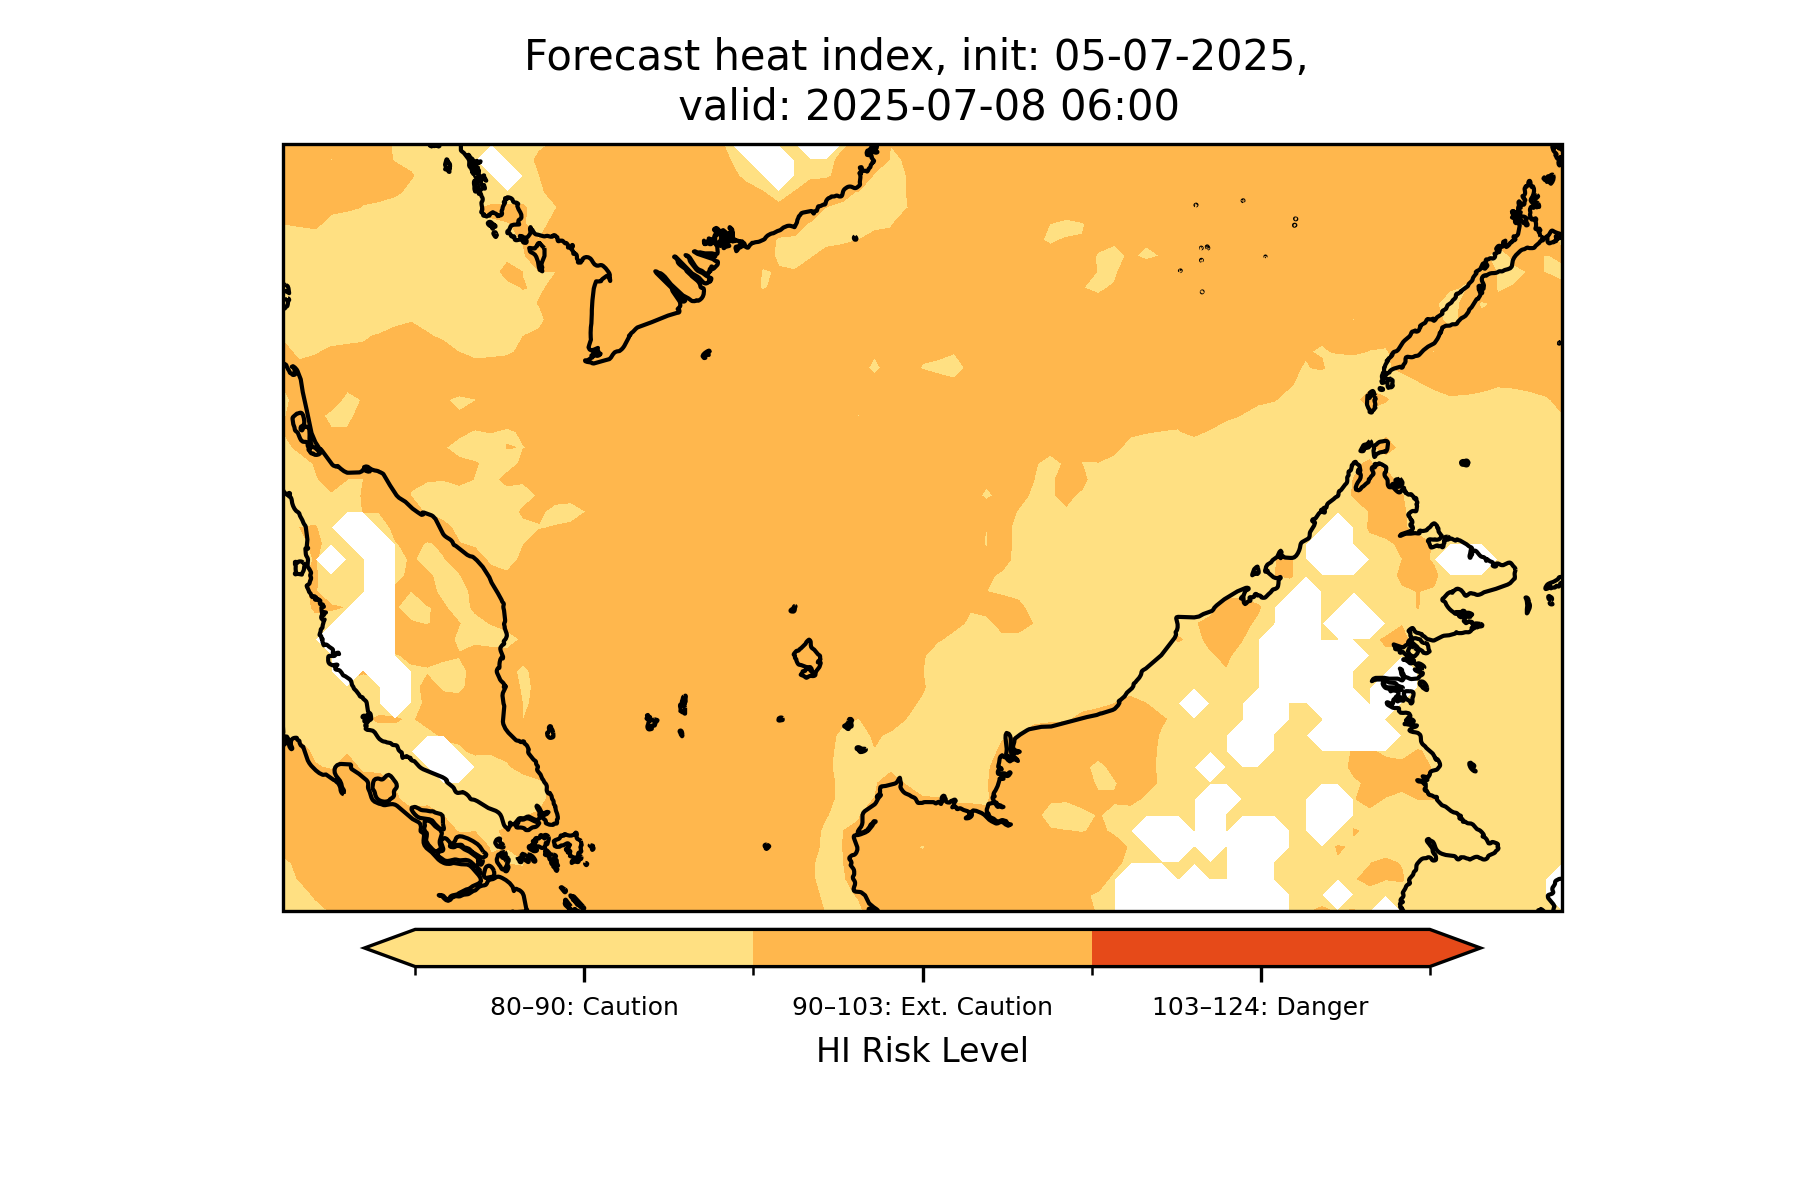 Forecast heat index, init: 05-07-2025,
valid: 2025-07-08 06:00
80–90: Caution
90–103: Ext. Caution
103–124: Danger
HI Risk Level